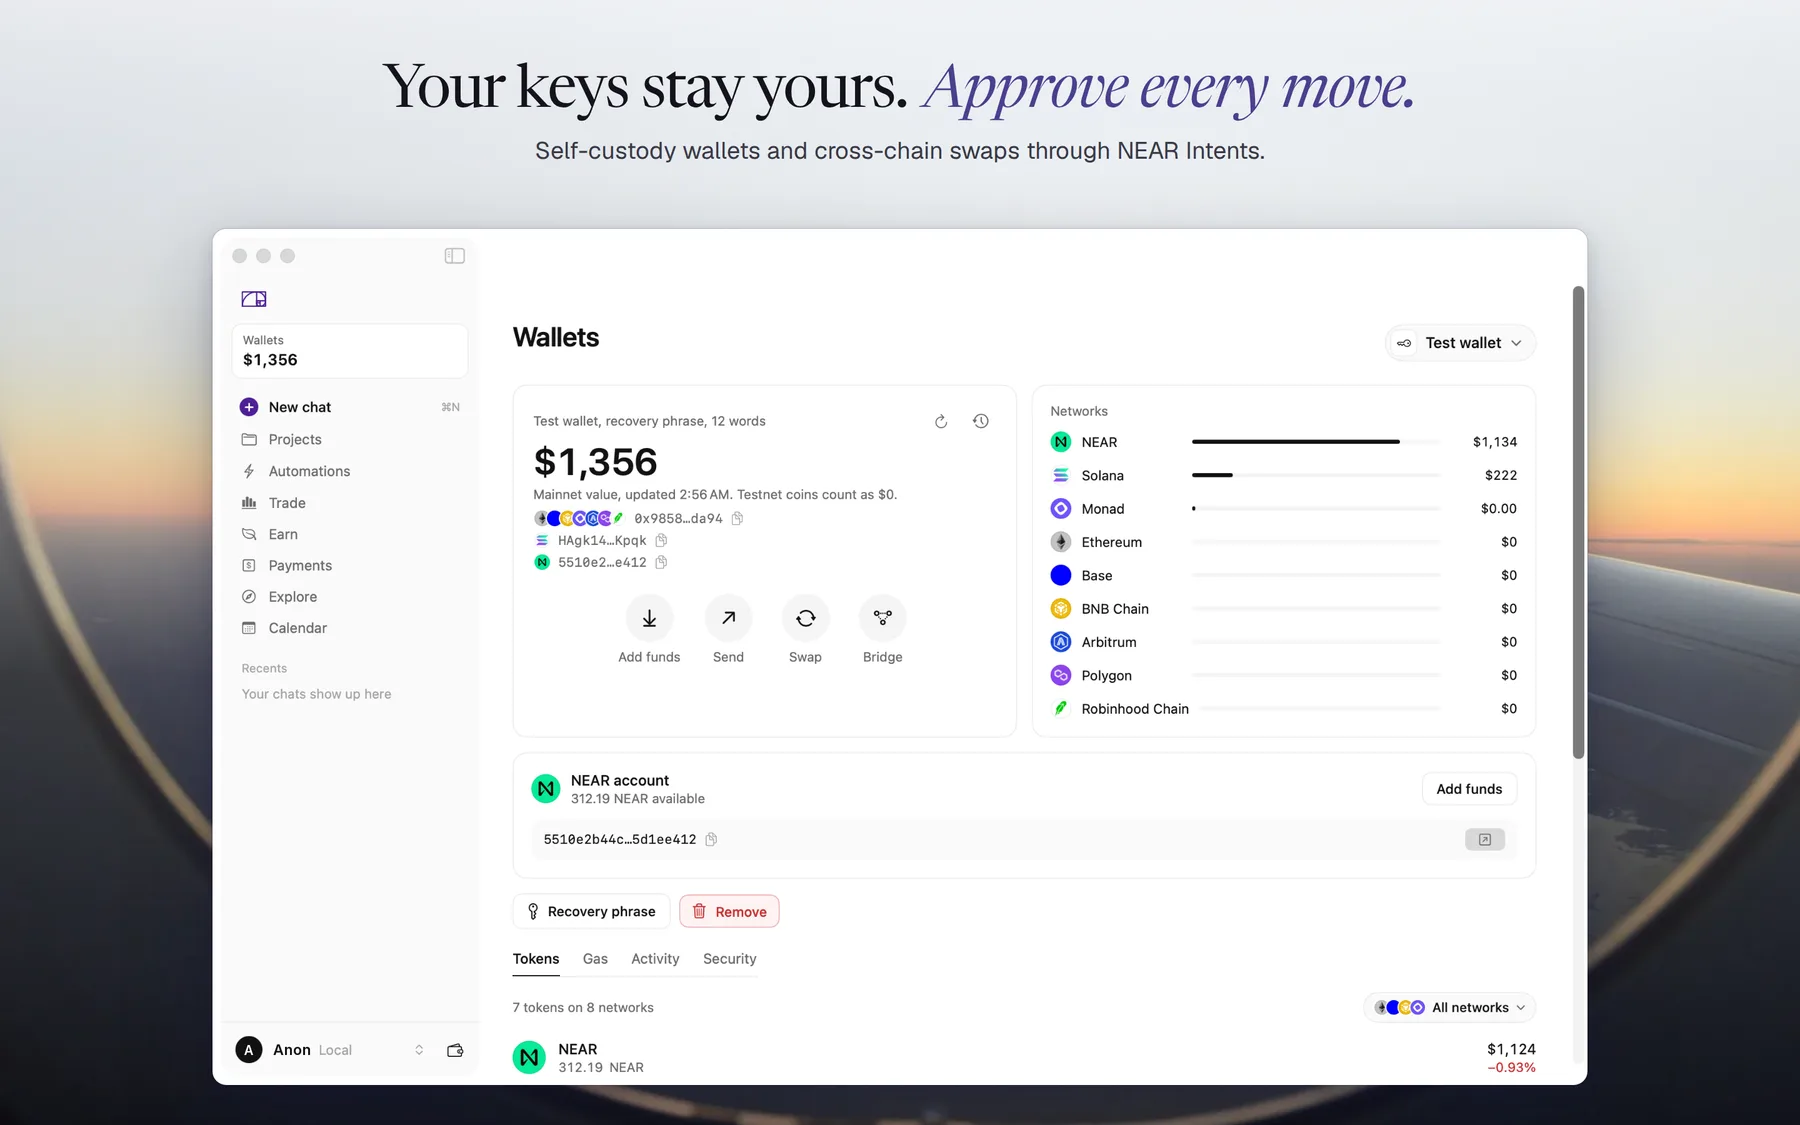 Your keys stay yours. Approve every move.
Self-custody wallets and cross-chain swaps through NEAR Intents.
Wallets
$1,356
New chat ⌘N
Projects
Automations
Trade
Earn
Payments
Explore
Calendar
Recents
Your chats show up here
A Anon Local
Wallets
Test wallet
Test wallet, recovery phrase, 12 words
$1,356
Mainnet value, updated 2:56 AM. Testnet coins count as $0.
0x9858…da94
HAgk14…Kpqk
5510e2…e412
Add funds
Send
Swap
Bridge
Networks
NEAR $1,134
Solana $222
Monad $0.00
Ethereum $0
Base $0
BNB Chain $0
Arbitrum $0
Polygon $0
Robinhood Chain $0
NEAR account
312.19 NEAR available
Add funds
5510e2b44c…5d1ee412
Recovery phrase
Remove
Tokens Gas Activity Security
7 tokens on 8 networks
All networks
NEAR $1,124
312.19 NEAR −0.93%